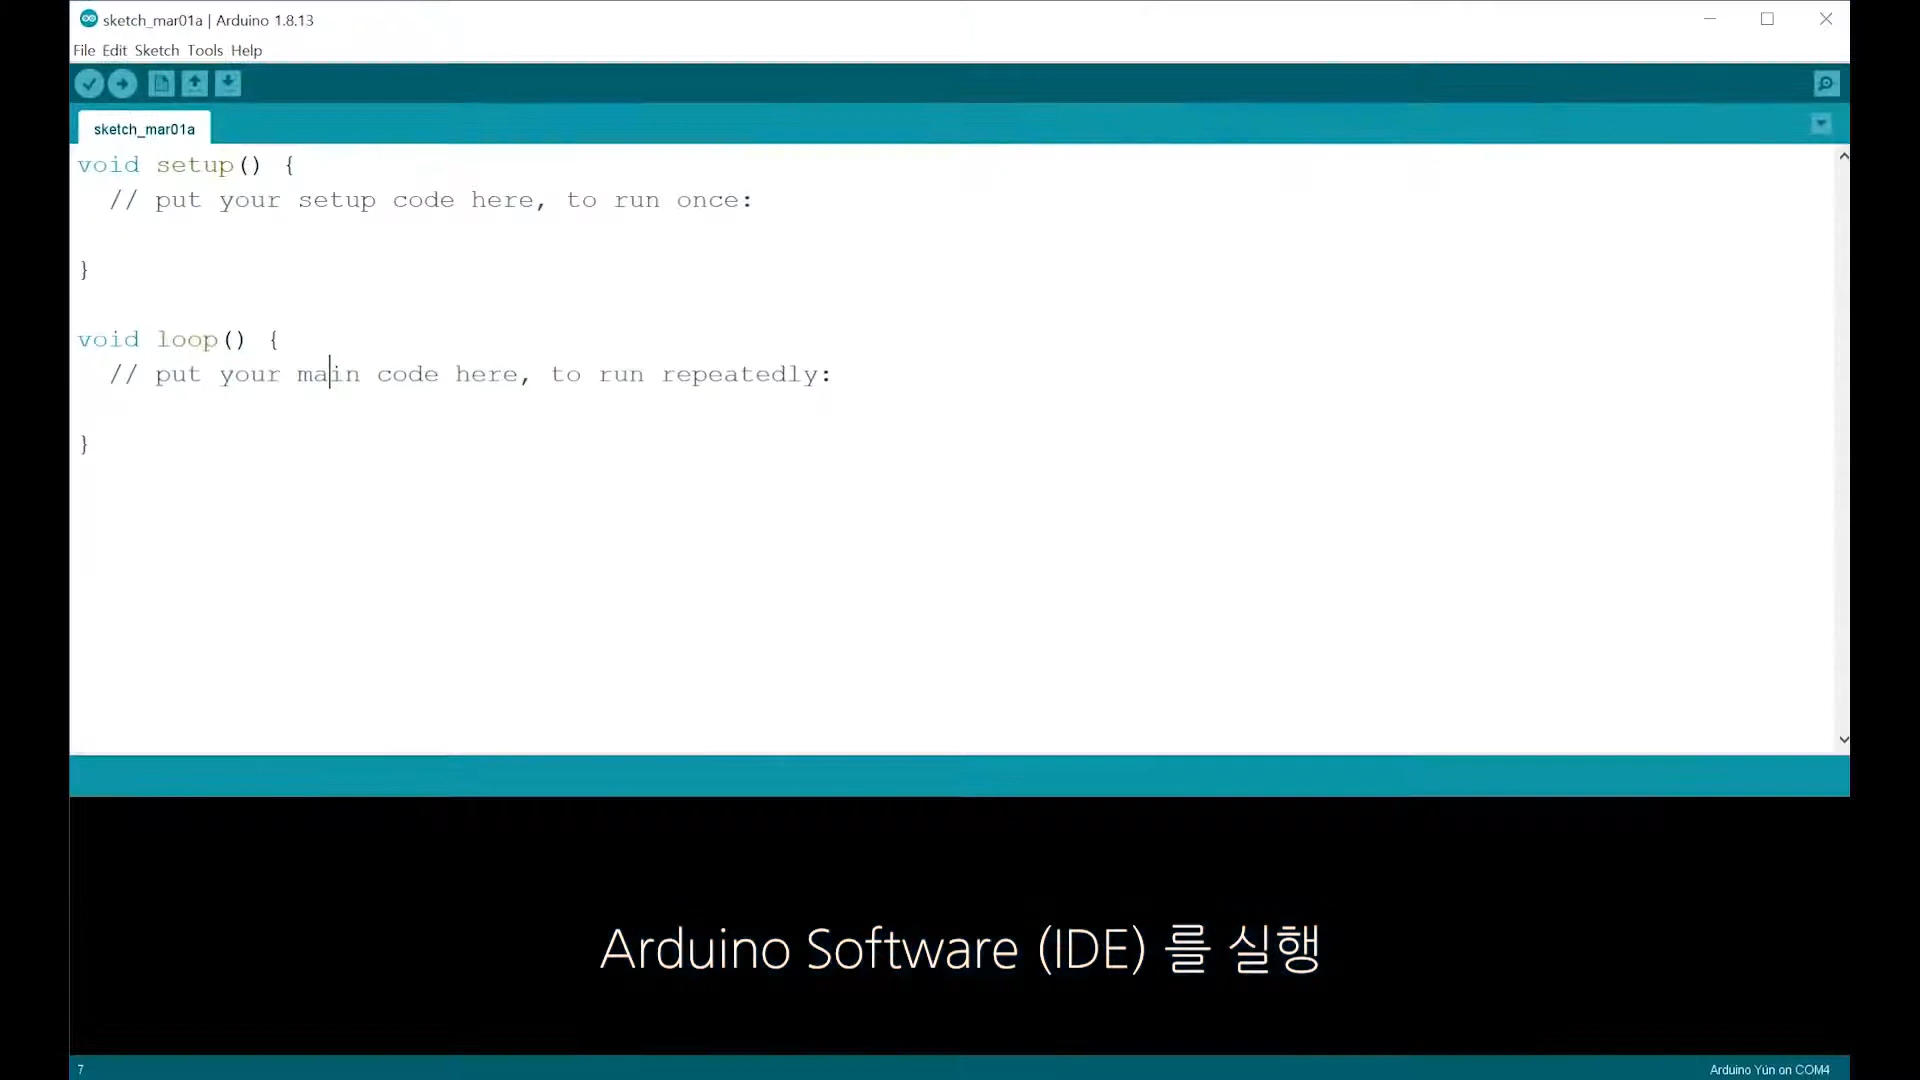 sketch_mar01a | Arduino 1.8.13
File Edit Sketch Tools Help
sketch_mar01a
void setup() {
  // put your setup code here, to run once:
}
void loop() {
  // put your main code here, to run repeatedly:
}
Arduino Software (IDE) 를 실행
7
Arduino Yún on COM4